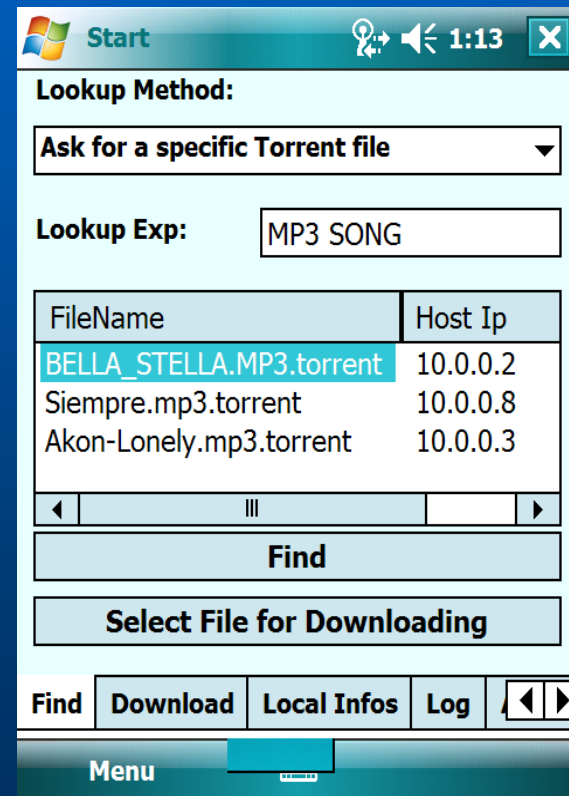 Start 1:13
Lookup Method:
Ask for a specific Torrent file
Lookup Exp: MP3 SONG
FileName Host Ip
BELLA_STELLA.MP3.torrent 10.0.0.2
Siempre.mp3.torrent 10.0.0.8
Akon-Lonely.mp3.torrent 10.0.0.3
Find
Select File for Downloading
Find Download Local Infos Log
Menu